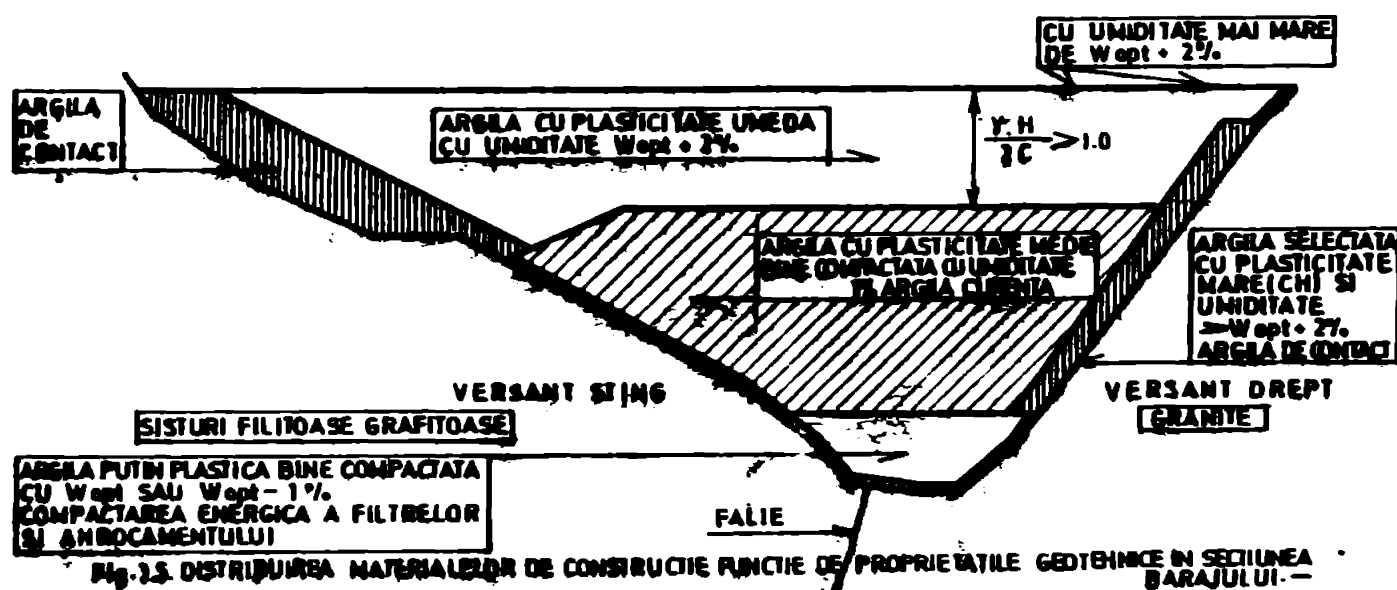 CU UMIDITATE MAI MARE
DE Wopt + 2%
ARGILA
DE
CONTACT
ARGILA CU PLASTICITATE UMEDA
CU UMIDITATE Wopt + 2%
γ.H
> 1.0
ARGILA CU PLASTICITATE MEDIE
BINE COMPACTATA CU UMIDITATE
ARGILA CURENTA
ARGILA SELECTATA
CU PLASTICITATE
MARE(CH) SI
UMIDITATE
Wopt + 2%
ARGILA DE CONTACT
VERSANT STING
VERSANT DREPT
GRANITE
SISTURI FILITOASE GRAFITOASE
ARGILA PUTIN PLASTICA BINE COMPACTATA
CU Wopt SAU Wopt - 1%
COMPACTAREA ENERGICA A FILTRELOR
SI ANROCAMENTULUI
FALIE
DISTRIBUIREA MATERIALELOR DE CONSTRUCTIE FUNCTIE DE PROPRIETATILE GEOTEHNICE IN SECTIUNEA
BARAJULUI.-